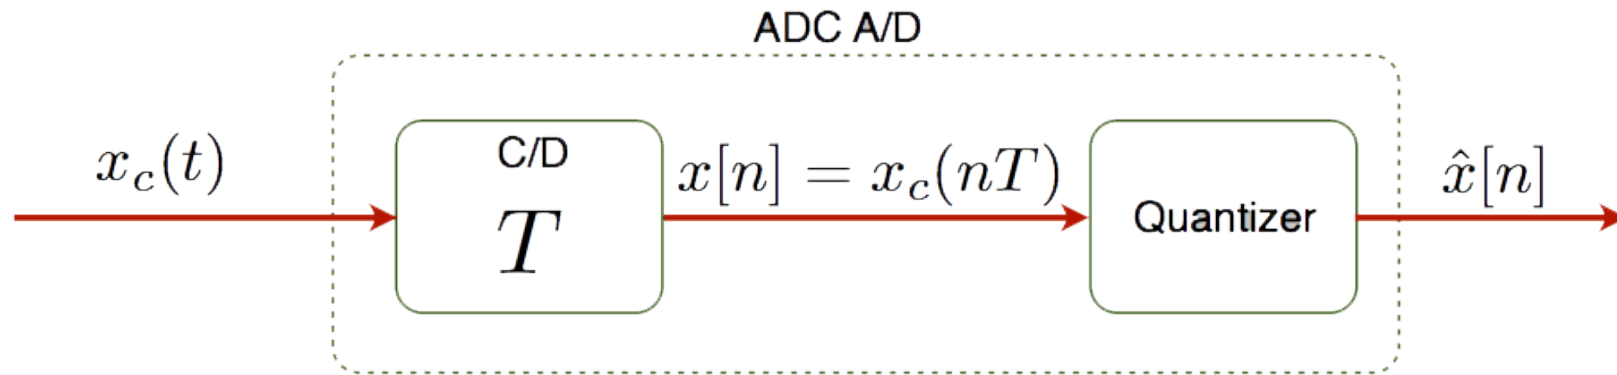 ADC A/D
x_c(t)
C/D
T
x[n] = x_c(nT)
Quantizer
x̂[n]